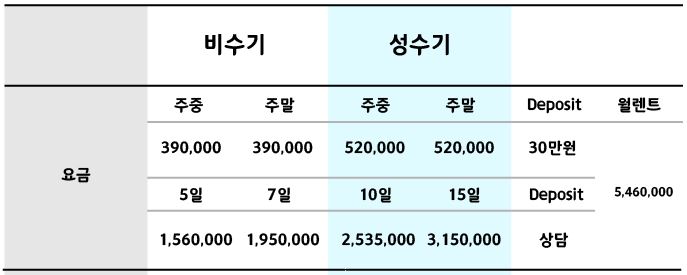 비수기 성수기
주중 주말 주중 주말 Deposit 월렌트
390,000 390,000 520,000 520,000 30만원
요금
5일 7일 10일 15일 Deposit 5,460,000
1,560,000 1,950,000 2,535,000 3,150,000 상담